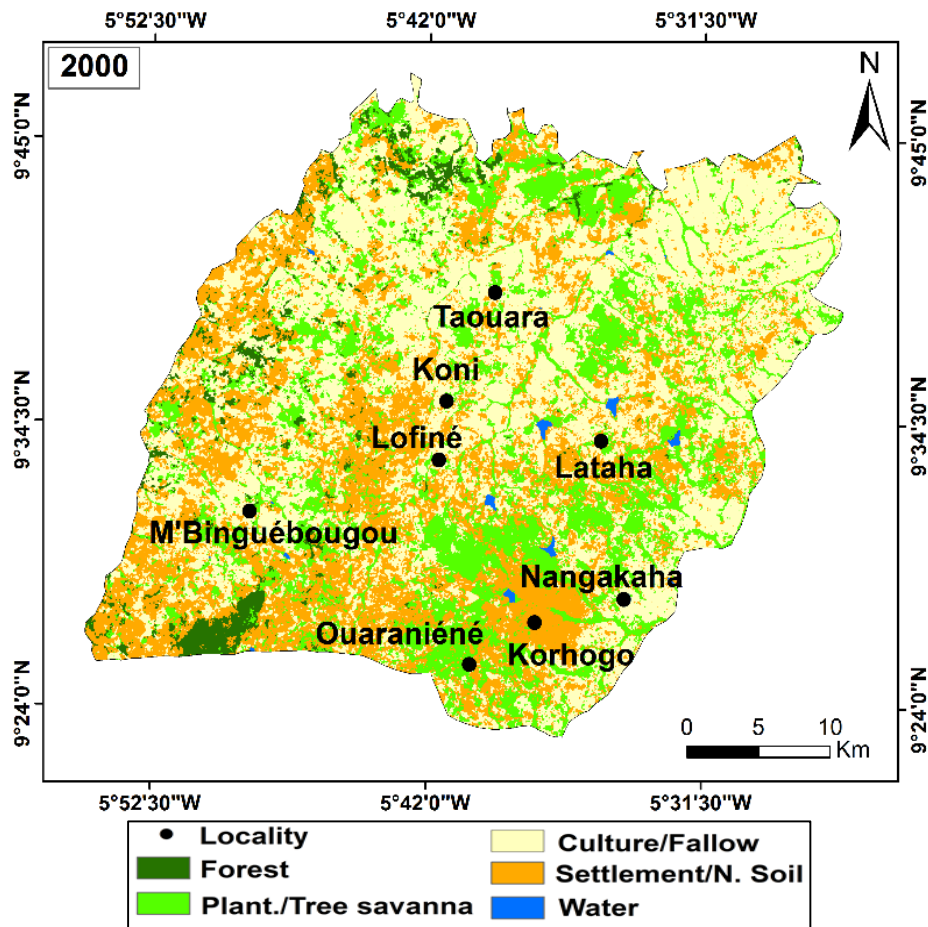 5°52'30"W 5°42'0"W 5°31'30"W
2000
N
9°45'0"N 9°45'0"N
Taouara
Koni
9°34'30"N 9°34'30"N
Lofiné
Lataha
M'Binguébougou
Nangakaha
Ouaraniéné
Korhogo
9°24'0"N 9°24'0"N
0 5 10
Km
5°52'30"W 5°42'0"W 5°31'30"W
Locality
Culture/Fallow
Forest
Settlement/N. Soil
Plant./Tree savanna
Water